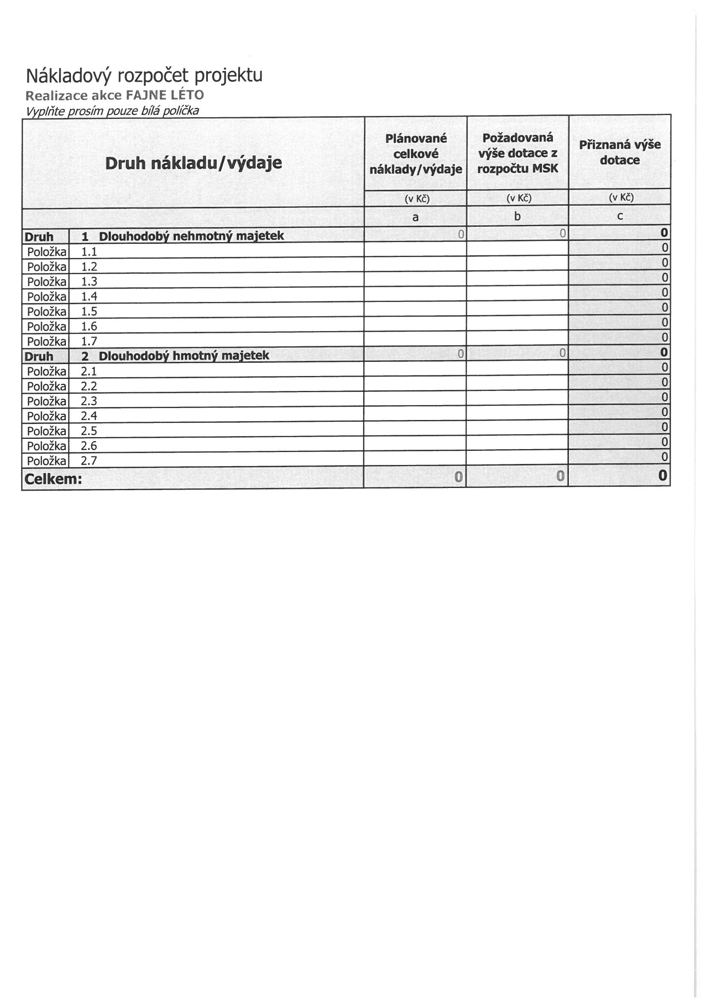 Nákladový rozpočet projektu
Realizace akce FAJNE LÉTO
Vyplňte prosím pouze bílá políčka
Druh nákladu/výdaje
Plánované
celkové
náklady/výdaje
Požadovaná
výše dotace z
rozpočtu MSK
Přiznaná výše
dotace
(v Kč) (v Kč) (v Kč)
a b c
Druh 1 Dlouhodobý nehmotný majetek 0 0 0
Položka 1.1 0
Položka 1.2 0
Položka 1.3 0
Položka 1.4 0
Položka 1.5 0
Položka 1.6 0
Položka 1.7 0
Druh 2 Dlouhodobý hmotný majetek 0 0 0
Položka 2.1 0
Položka 2.2 0
Položka 2.3 0
Položka 2.4 0
Položka 2.5 0
Položka 2.6 0
Položka 2.7 0
Celkem: 0 0 0